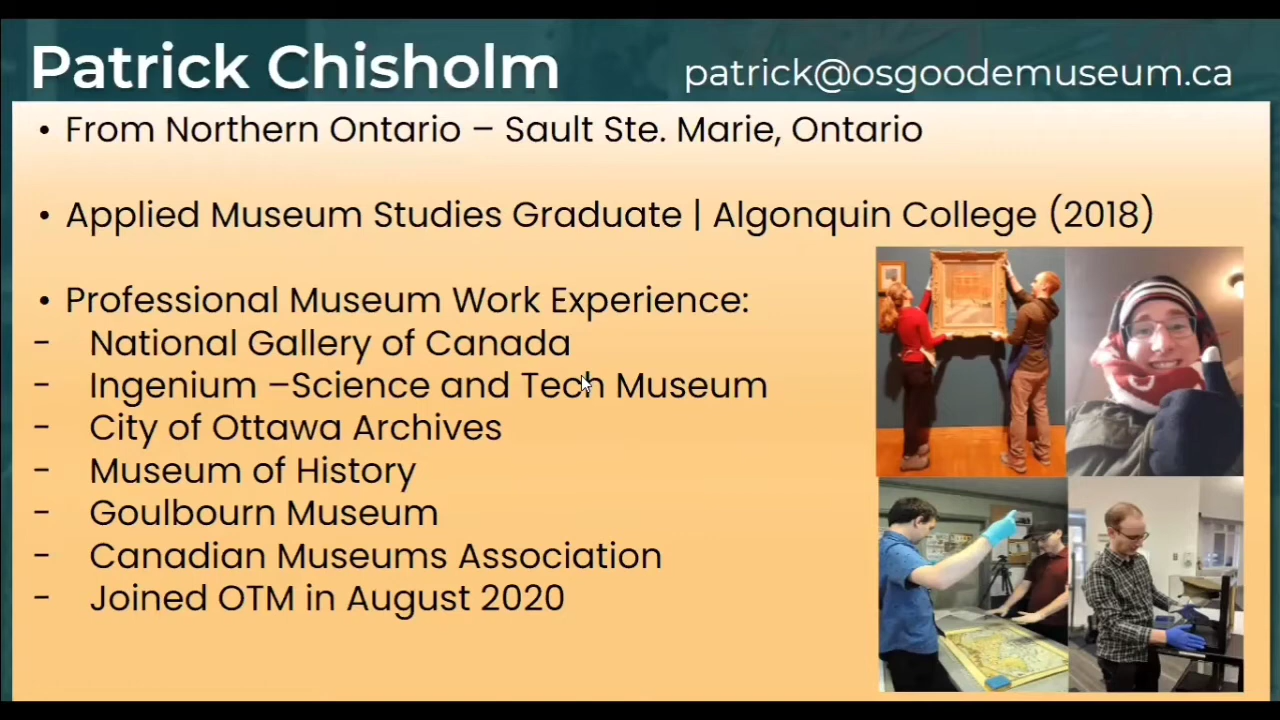 Patrick Chisholm
patrick@osgoodemuseum.ca
• From Northern Ontario – Sault Ste. Marie, Ontario
• Applied Museum Studies Graduate | Algonquin College (2018)
• Professional Museum Work Experience:
- National Gallery of Canada
- Ingenium –Science and Tech Museum
- City of Ottawa Archives
- Museum of History
- Goulbourn Museum
- Canadian Museums Association
- Joined OTM in August 2020